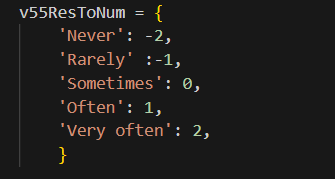 v55ResToNum = {
'Never': -2,
'Rarely' :-1,
'Sometimes': 0,
'Often': 1,
'Very often': 2,
}